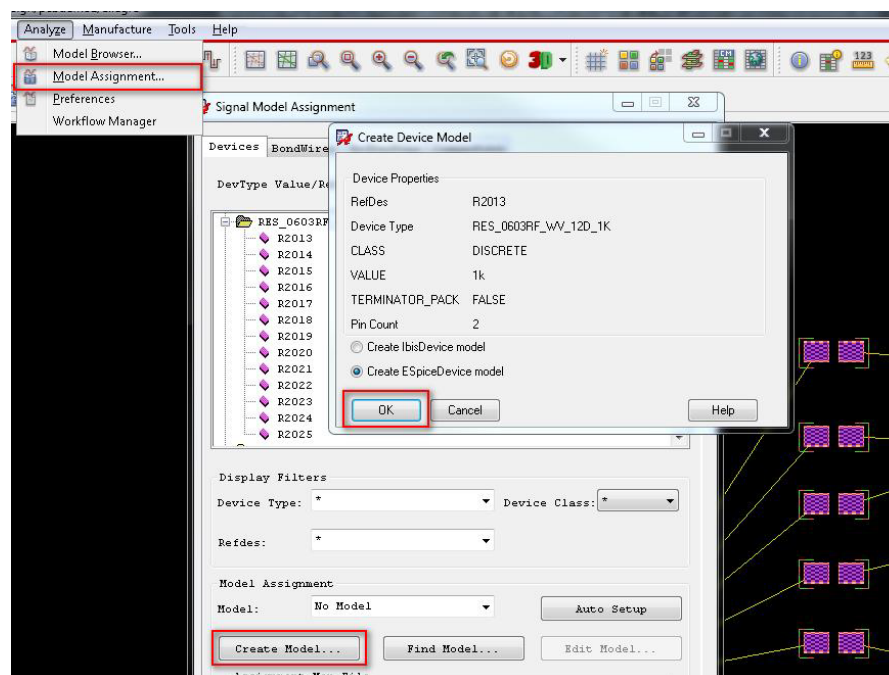 Analyze Manufacture Tools Help
Model Browser...
Model Assignment...
Preferences
Workflow Manager
3D
123
Signal Model Assignment
Devices BondWire
DevType Value/Re
RES_0603RF
R2013
R2014
R2015
R2016
R2017
R2018
R2019
R2020
R2021
R2022
R2023
R2024
R2025
Create Device Model
Device Properties
RefDes R2013
Device Type RES_0603RF_WV_12D_1K
CLASS DISCRETE
VALUE 1k
TERMINATOR_PACK FALSE
Pin Count 2
Create IbisDevice model
Create ESpiceDevice model
OK Cancel Help
Display Filters
Device Type: * Device Class: *
Refdes: *
Model Assignment
Model: No Model Auto Setup
Create Model... Find Model... Edit Model...